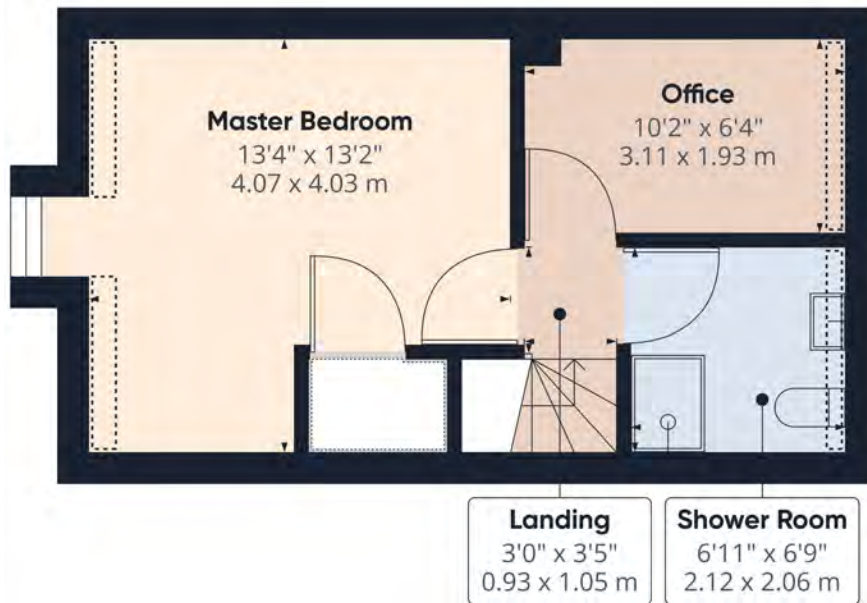 Master Bedroom
13'4" x 13'2"
4.07 x 4.03 m
Office
10'2" x 6'4"
3.11 x 1.93 m
Landing
3'0" x 3'5"
0.93 x 1.05 m
Shower Room
6'11" x 6'9"
2.12 x 2.06 m